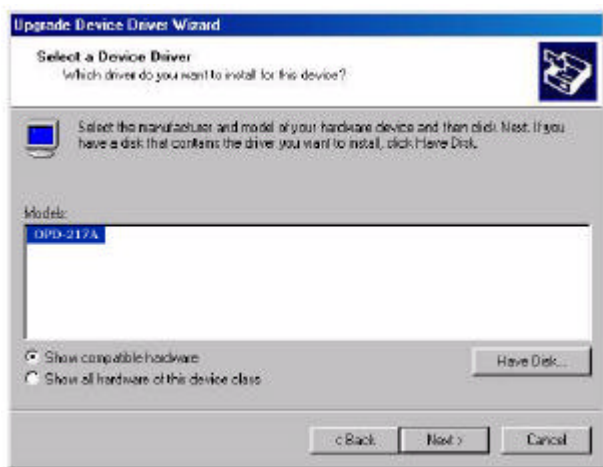 Upgrade Device Driver Wizard
Select a Device Driver
Which driver do you want to install for this device?
Select the manufacturer and model of your hardware device and then click Next. If you
have a disk that contains the driver you want to install, click Have Disk.
Models:
OPD-217A
Show compatible hardware
Show all hardware of this device class
Have Disk...
< Back
Next >
Cancel